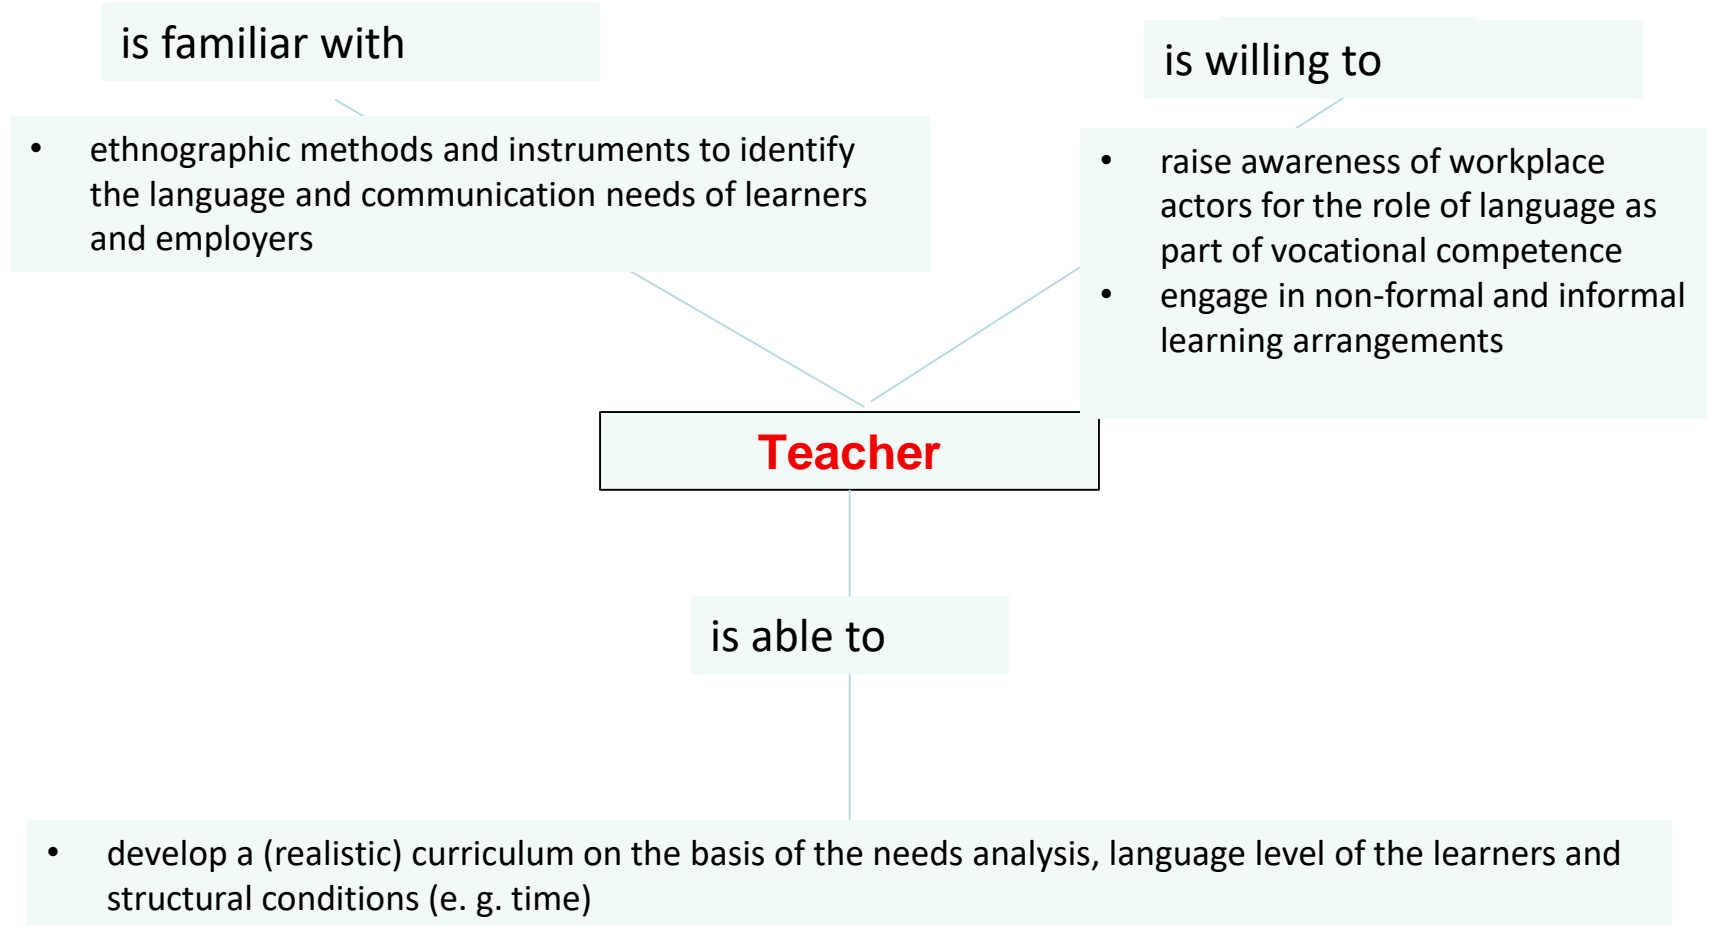 is familiar with
• ethnographic methods and instruments to identify
the language and communication needs of learners
and employers
is willing to
• raise awareness of workplace
actors for the role of language as
part of vocational competence
• engage in non-formal and informal
learning arrangements
Teacher
is able to
• develop a (realistic) curriculum on the basis of the needs analysis, language level of the learners and
structural conditions (e. g. time)